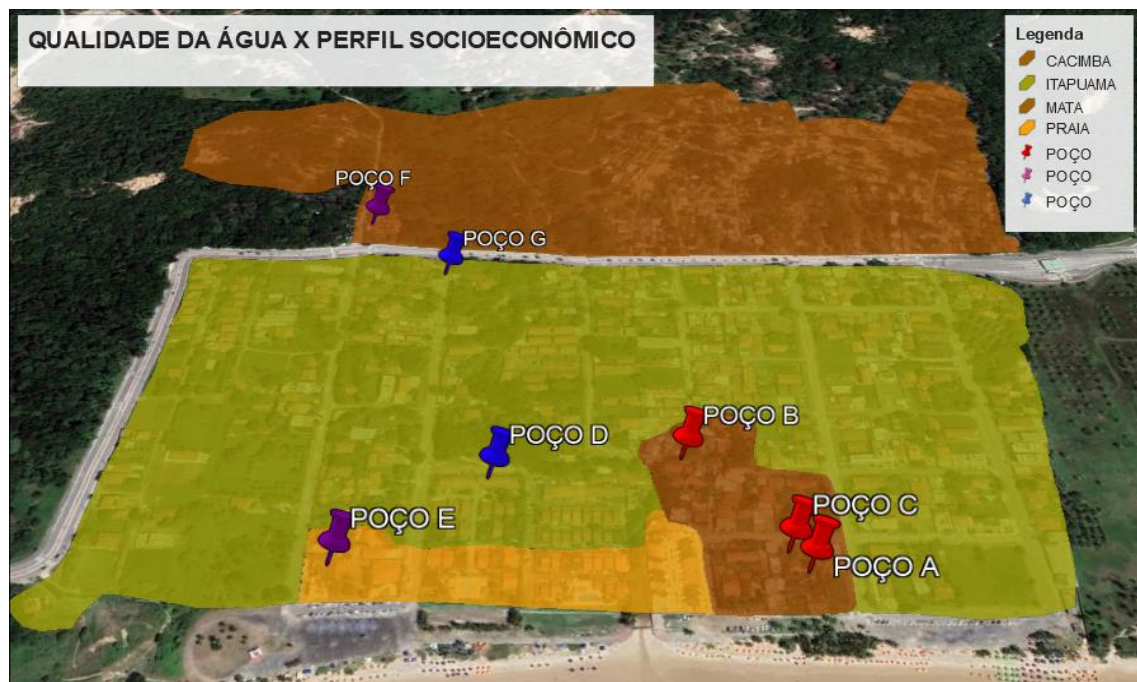 QUALIDADE DA ÁGUA X PERFIL SOCIOECONÔMICO
Legenda
CACIMBA
ITAPUAMA
MATA
PRAIA
POÇO
POÇO
POÇO
POÇO F
POÇO G
POÇO B
POÇO D
POÇO C
POÇO E
POÇO A